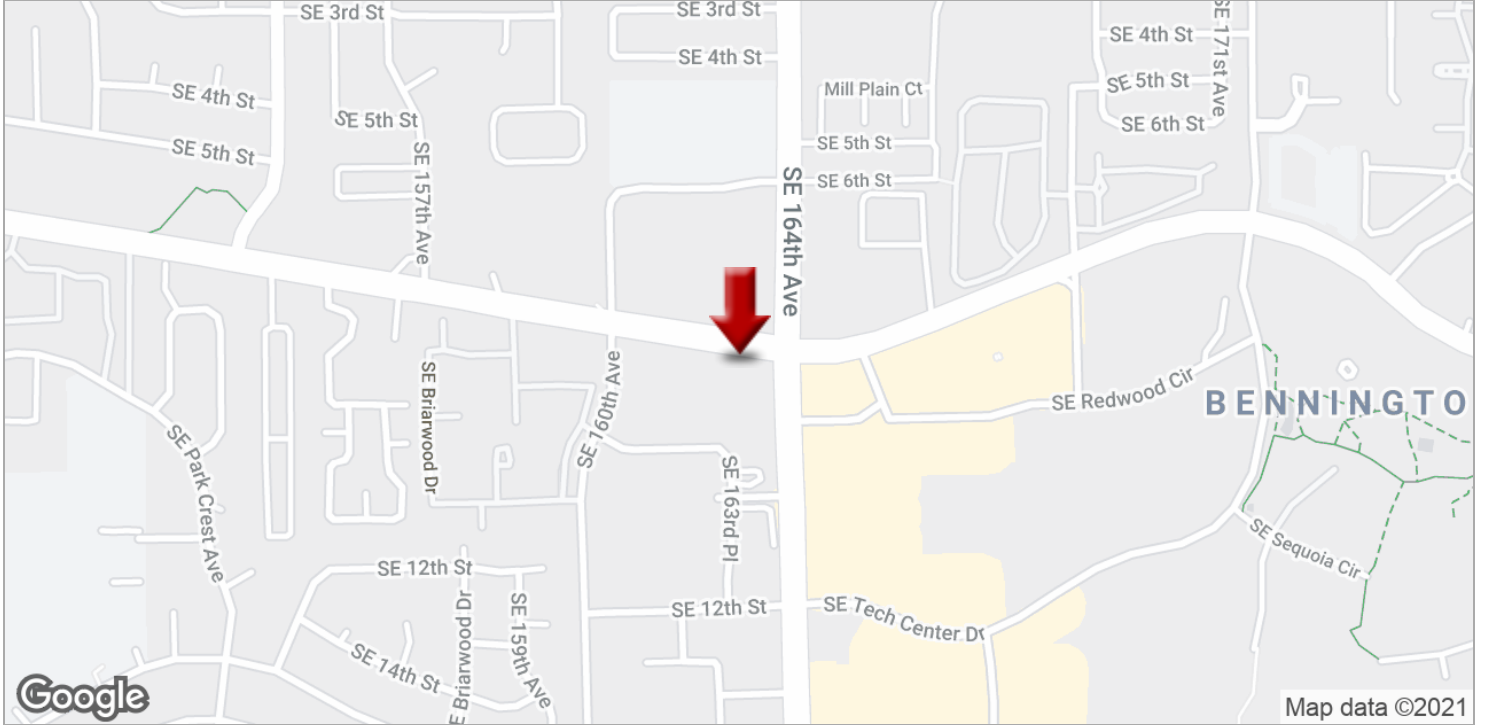 SE 3rd St
SE 3rd St
SE 4th St
SE 171st Ave
SE 4th St
SE 4th St
Mill Plain Ct
SE 5th St
SE 5th St
SE 6th St
SE 5th St
SE 5th St
SE 157th Ave
SE 6th St
SE 164th Ave
SE Briarwood Dr
SE 160th Ave
SE Redwood Cir
BENNINGTO
SE Park Crest Ave
SE 163rd Pl
SE Sequoia Cir
SE 12th St
SE 12th St
SE Tech Center Dr
SE 159th Ave
E Briarwood Dr
SE 14th St
Google
Map data ©2021